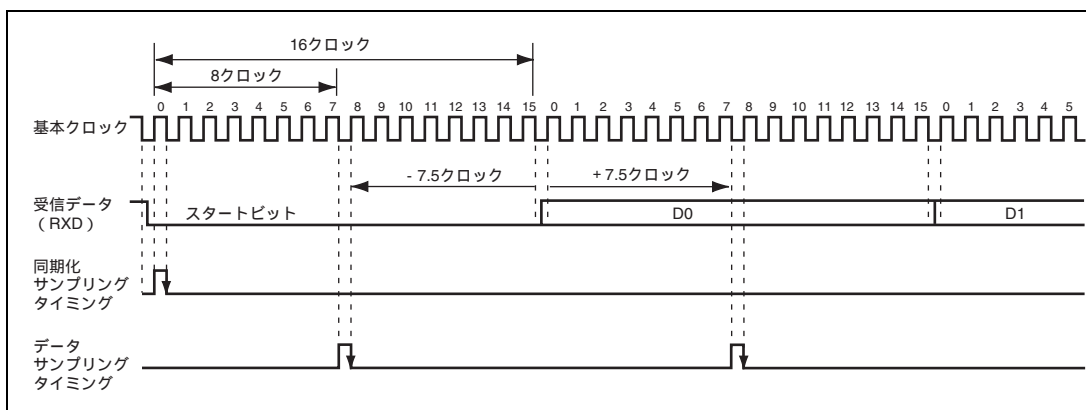 16クロック
8クロック
0 1 2 3 4 5 6 7 8 9 10 11 12 13 14 15 0 1 2 3 4 5 6 7 8 9 10 11 12 13 14 15 0 1 2 3 4 5
基本クロック
- 7.5クロック
+ 7.5クロック
受信データ
(RXD)
スタートビット
D0
D1
同期化
サンプリング
タイミング
データ
サンプリング
タイミング